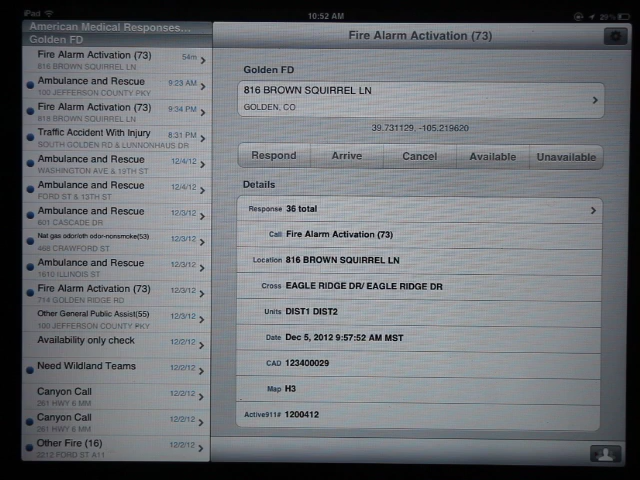 iPad
10:52 AM
29%
American Medical Responses...
Golden FD
Fire Alarm Activation (73)
54m
816 BROWN SQUIRREL LN
Ambulance and Rescue
9:23 AM
100 JEFFERSON COUNTY PKY
Fire Alarm Activation (73)
9:34 PM
818 BROWN SQUIRREL LN
Traffic Accident With Injury
8:31 PM
SOUTH GOLDEN RD & LUNNONHAUS DR
Ambulance and Rescue
12/4/12
WASHINGTON AVE & 19TH ST
Ambulance and Rescue
12/4/12
FORD ST & 13TH ST
Ambulance and Rescue
12/3/12
601 CASCADE DR
Nat gas odor/oth odor-nonsmoke(53)
12/3/12
468 CRAWFORD ST
Ambulance and Rescue
12/3/12
1610 ILLINOIS ST
Fire Alarm Activation (73)
12/3/12
714 GOLDEN RIDGE RD
Other General Public Assist(55)
12/3/12
100 JEFFERSON COUNTY PKY
Availability only check
12/2/12
Need Wildland Teams
12/2/12
Canyon Call
12/2/12
261 HWY 6 MM
Canyon Call
12/2/12
261 HWY 6 MM
Other Fire (16)
12/2/12
2212 FORD ST A11
Fire Alarm Activation (73)
Golden FD
816 BROWN SQUIRREL LN
GOLDEN, CO
39.731129, -105.219620
Respond Arrive Cancel Available Unavailable
Details
Response 36 total
Call Fire Alarm Activation (73)
Location 816 BROWN SQUIRREL LN
Cross EAGLE RIDGE DR/ EAGLE RIDGE DR
Units DIST1 DIST2
Date Dec 5, 2012 9:57:52 AM MST
CAD 123400029
Map H3
Active911# 1200412